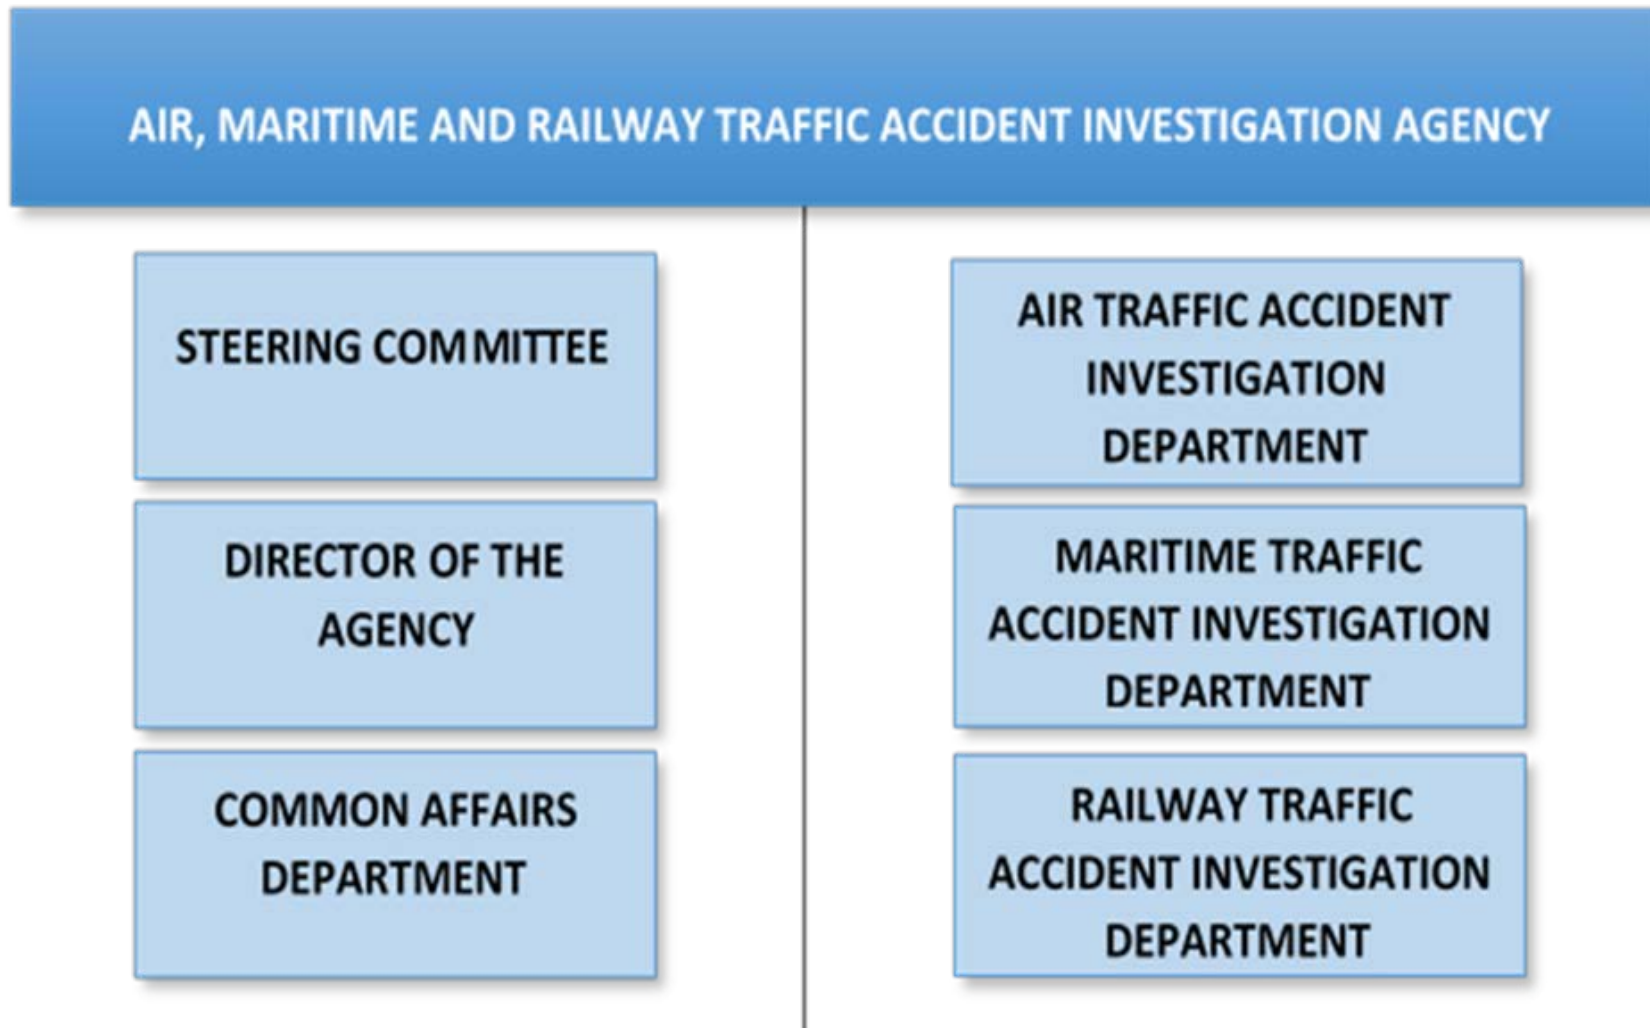 AIR, MARITIME AND RAILWAY TRAFFIC ACCIDENT INVESTIGATION AGENCY
STEERING COMMITTEE
DIRECTOR OF THE
AGENCY
COMMON AFFAIRS
DEPARTMENT
AIR TRAFFIC ACCIDENT
INVESTIGATION
DEPARTMENT
MARITIME TRAFFIC
ACCIDENT INVESTIGATION
DEPARTMENT
RAILWAY TRAFFIC
ACCIDENT INVESTIGATION
DEPARTMENT